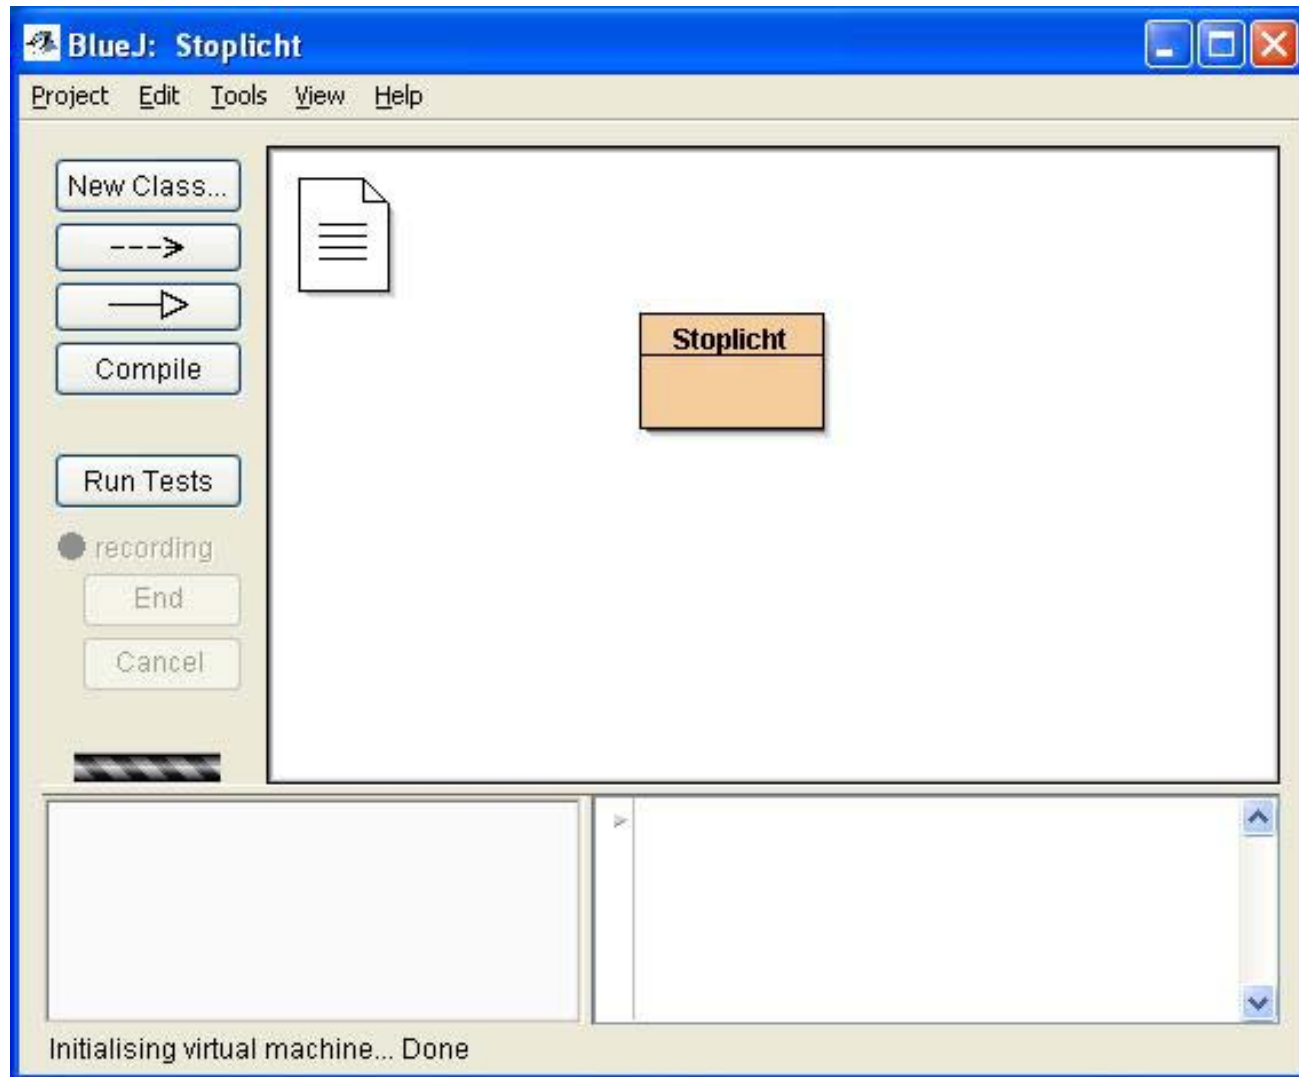 BlueJ: Stoplicht
Project Edit Tools View Help
New Class...
Compile
Run Tests
recording
End
Cancel
Stoplicht
Initialising virtual machine... Done